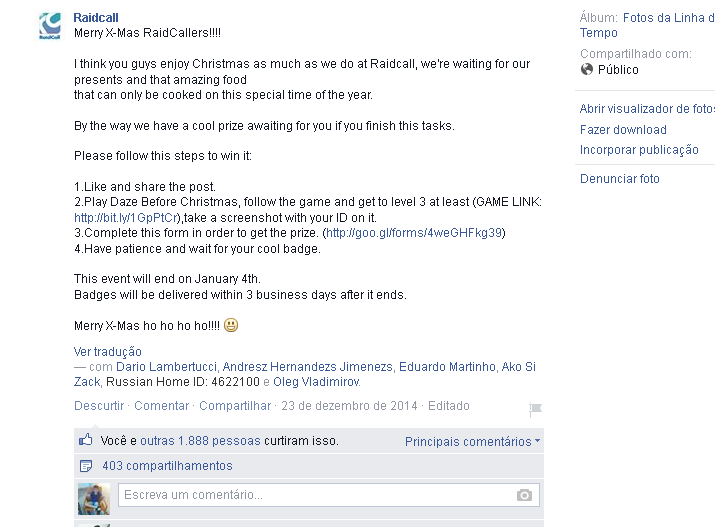 Raidcall
Merry X-Mas RaidCallers!!!!
I think you guys enjoy Christmas as much as we do at Raidcall, we're waiting for our
presents and that amazing food
that can only be cooked on this special time of the year.
By the way we have a cool prize awaiting for you if you finish this tasks.
Please follow this steps to win it:
1.Like and share the post.
2.Play Daze Before Christmas, follow the game and get to level 3 at least (GAME LINK:
http://bit.ly/1GpPtCr),take a screenshot with your ID on it.
3.Complete this form in order to get the prize. (http://goo.gl/forms/4weGHFkg39)
4.Have patience and wait for your cool badge.
This event will end on January 4th.
Badges will be delivered within 3 business days after it ends.
Merry X-Mas ho ho ho ho!!!! 😃
Ver tradução
— com Dario Lambertucci, Andresz Hernandezs Jimenezs, Eduardo Martinho, Ako Si
Zack, Russian Home ID: 4622100 e Oleg Vladimirov.
Descurtir · Comentar · Compartilhar · 23 de dezembro de 2014 · Editado
Você e outras 1.888 pessoas curtiram isso.
Principais comentários
403 compartilhamentos
Escreva um comentário...
Álbum: Fotos da Linha d
Tempo
Compartilhado com:
Público
Abrir visualizador de fotos
Fazer download
Incorporar publicação
Denunciar foto